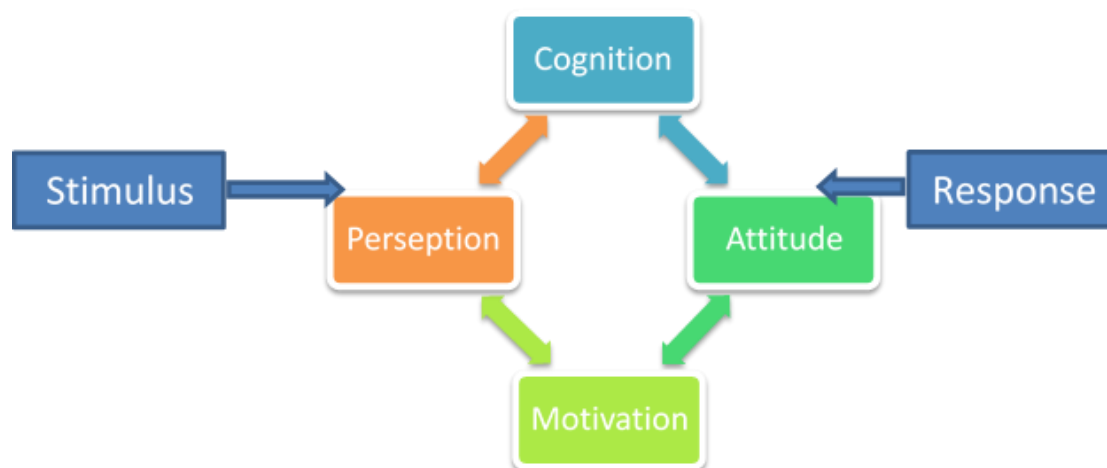 Cognition
Stimulus
Perseption
Attitude
Response
Motivation